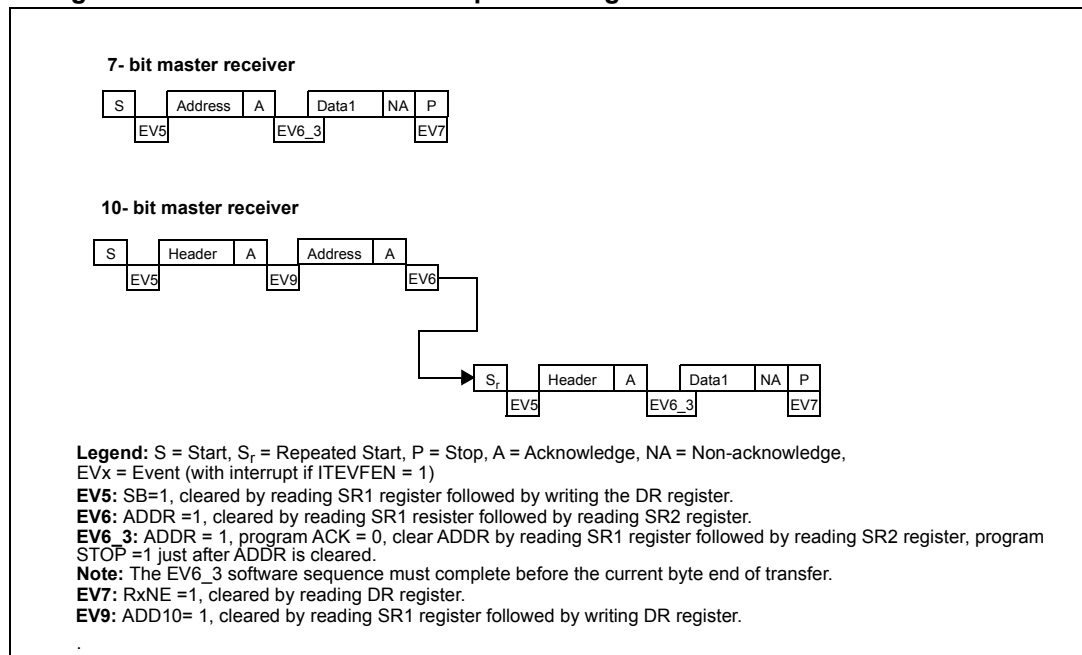 7- bit master receiver
S Address A Data1 NA P
EV5 EV6_3 EV7
10- bit master receiver
S Header A Address A
EV5 EV9 EV6
Sr Header A Data1 NA P
EV5 EV6_3 EV7
Legend: S = Start, Sr = Repeated Start, P = Stop, A = Acknowledge, NA = Non-acknowledge,
EVx = Event (with interrupt if ITEVFEN = 1)
EV5: SB=1, cleared by reading SR1 register followed by writing the DR register.
EV6: ADDR =1, cleared by reading SR1 resister followed by reading SR2 register.
EV6_3: ADDR = 1, program ACK = 0, clear ADDR by reading SR1 register followed by reading SR2 register, program
STOP =1 just after ADDR is cleared.
Note: The EV6_3 software sequence must complete before the current byte end of transfer.
EV7: RxNE =1, cleared by reading DR register.
EV9: ADD10= 1, cleared by reading SR1 register followed by writing DR register.
.